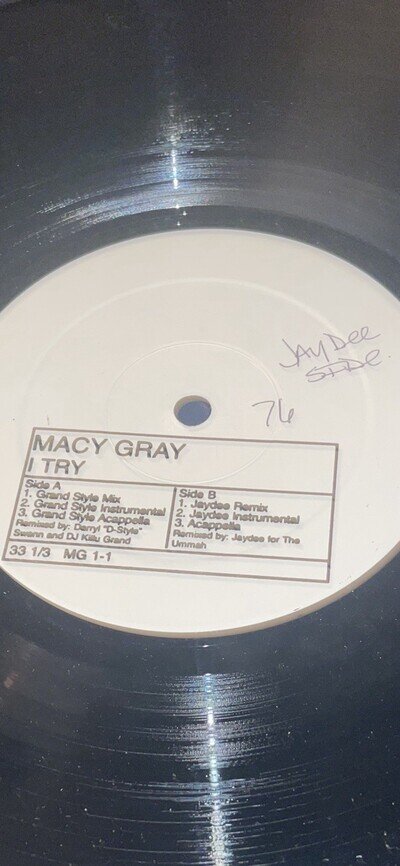 JAYDEE
SIDE.
76
MACY GRAY
I TRY
Side A
1. Grand Style Mix
2. Grand Style Instrumental
3. Grand Style Acappella
Remixed by: Darryl "D-Style"
Swann and DJ Kiilu Grand
Side B
1. Jaydee Remix
2. Jaydee Instrumental
3. Acappella
Remixed by: Jaydee for The
Ummah
33 1/3 MG 1-1